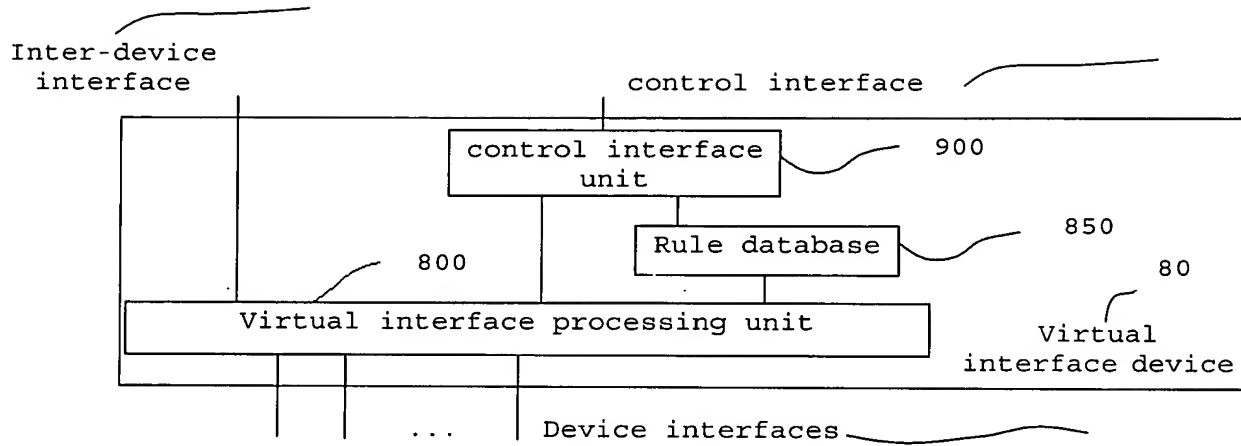 Inter-device
interface
control interface
control interface
unit
900
Rule database
850
800
80
Virtual interface processing unit
Virtual
interface device
... Device interfaces